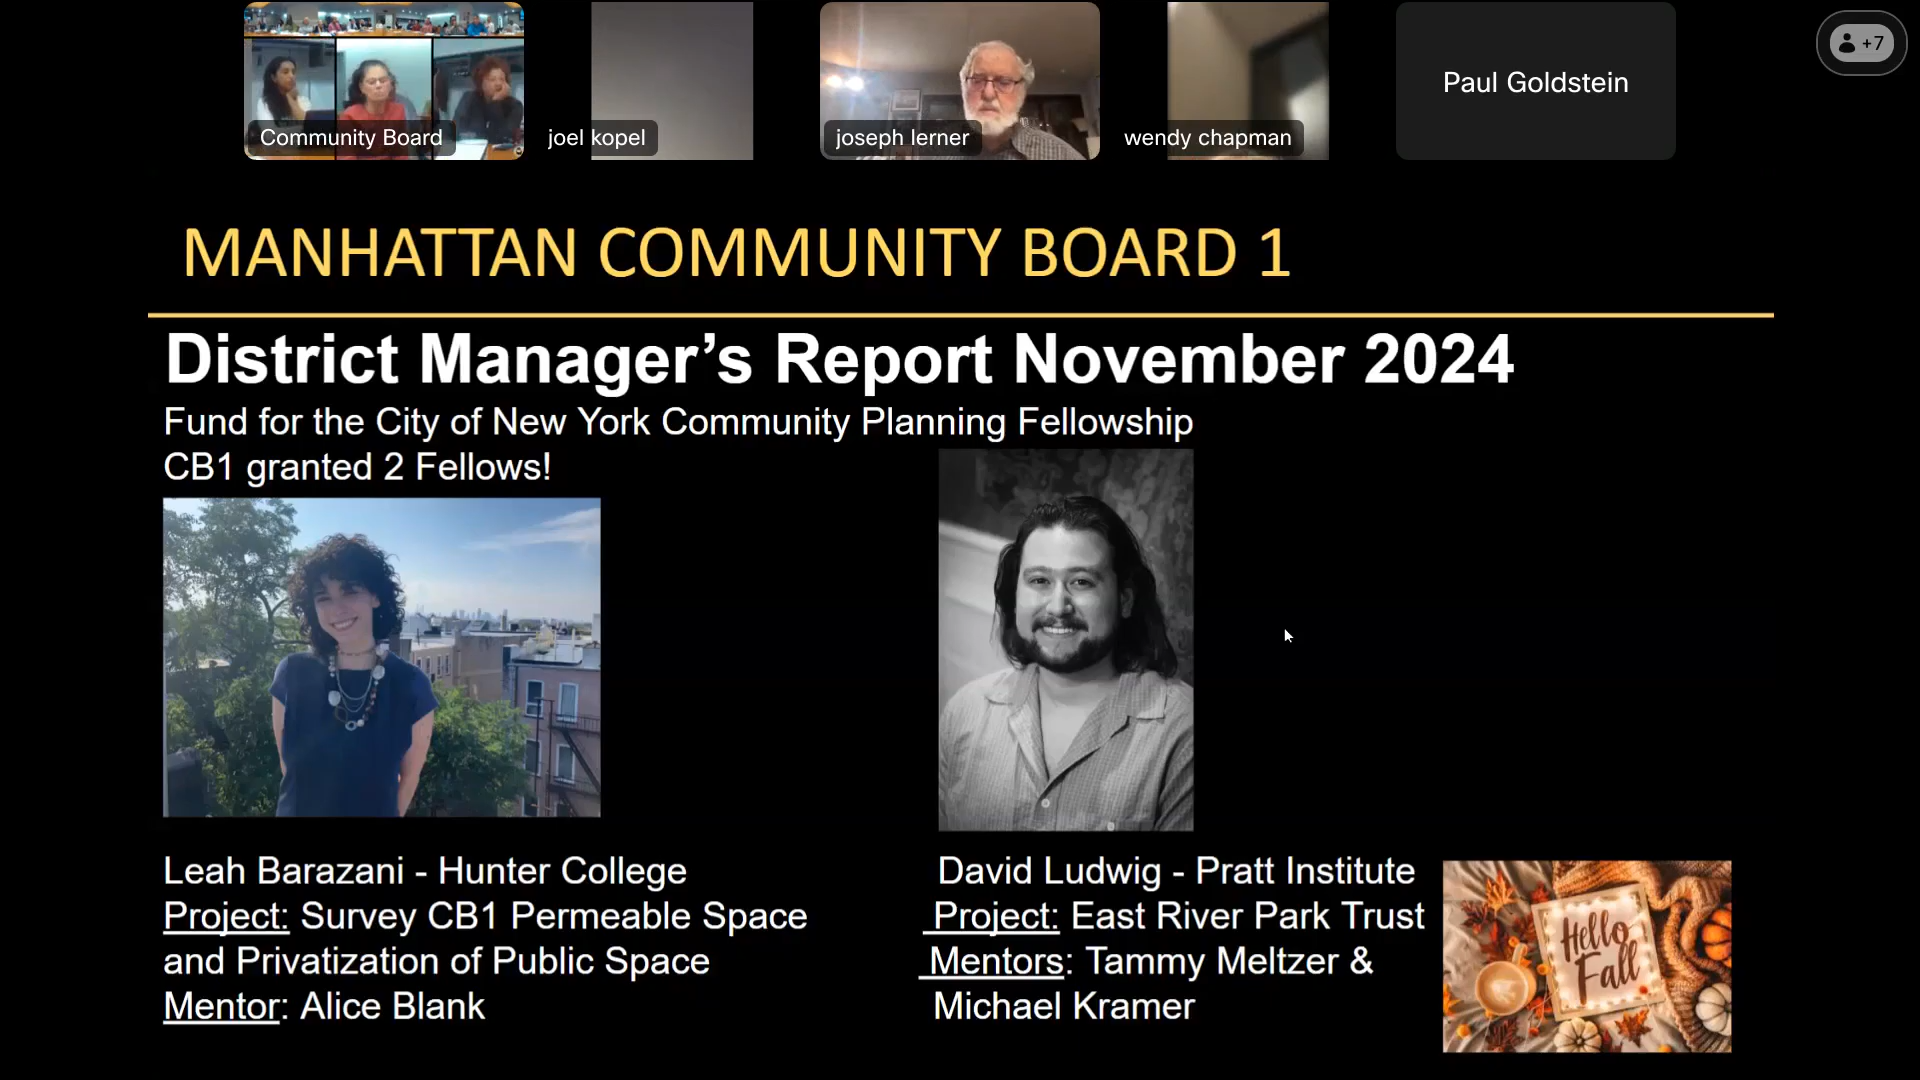 Community Board
joel kopel
joseph lerner
wendy chapman
Paul Goldstein
+7
MANHATTAN COMMUNITY BOARD 1
District Manager’s Report November 2024
Fund for the City of New York Community Planning Fellowship
CB1 granted 2 Fellows!
Leah Barazani - Hunter College
Project: Survey CB1 Permeable Space
and Privatization of Public Space
Mentor: Alice Blank
David Ludwig - Pratt Institute
Project: East River Park Trust
Mentors: Tammy Meltzer &
Michael Kramer
Hello
Fall